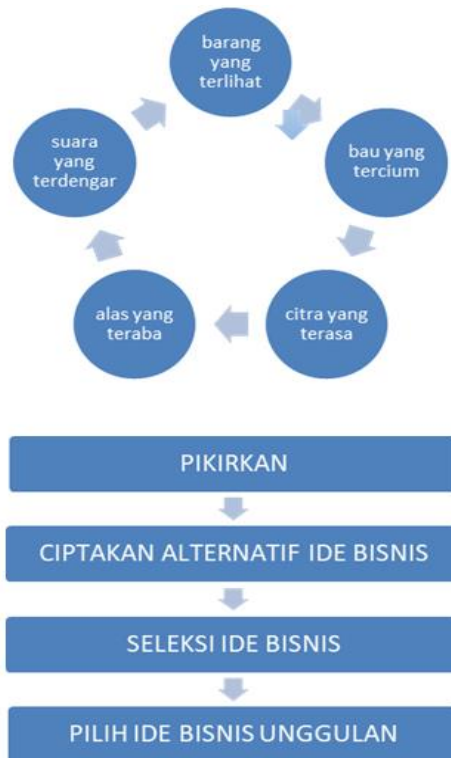 barang
yang
terlihat
bau yang
tercium
citra yang
terasa
alas yang
teraba
suara
yang
terdengar
PIKIRKAN
CIPTAKAN ALTERNATIF IDE BISNIS
SELEKSI IDE BISNIS
PILIH IDE BISNIS UNGGULAN